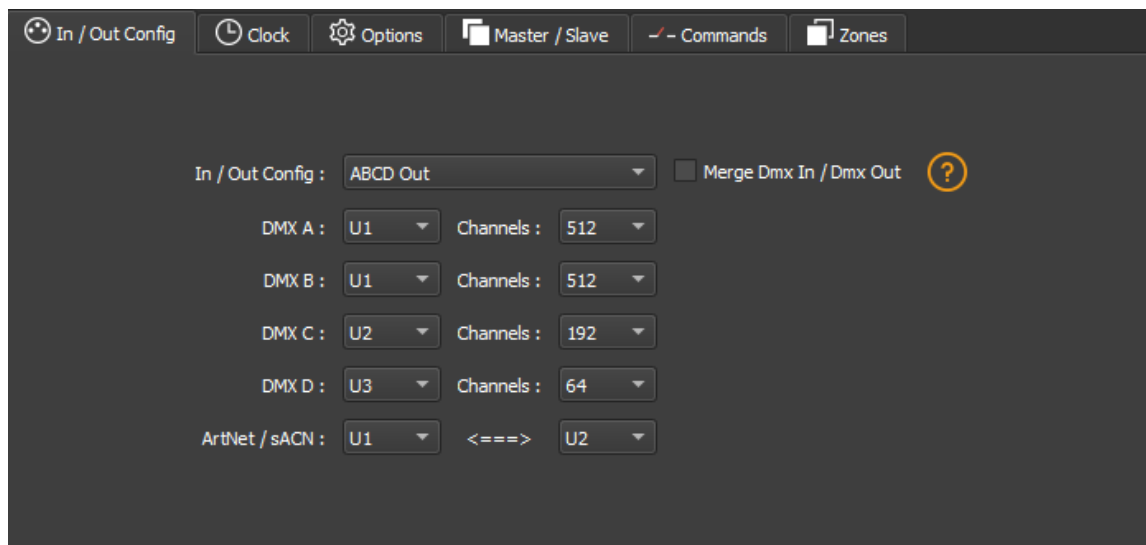 In / Out Config Clock Options Master / Slave Commands Zones
In / Out Config : ABCD Out Merge Dmx In / Dmx Out ?
DMX A : U1 Channels : 512
DMX B : U1 Channels : 512
DMX C : U2 Channels : 192
DMX D : U3 Channels : 64
ArtNet / sACN : U1 <===> U2